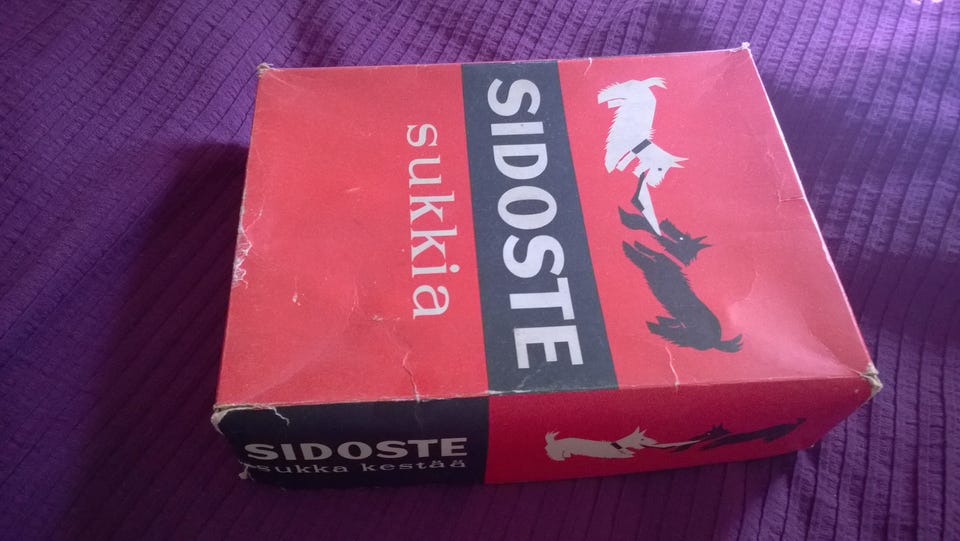 SIDOSTE
sukkia
SIDOSTE
sukka kestää